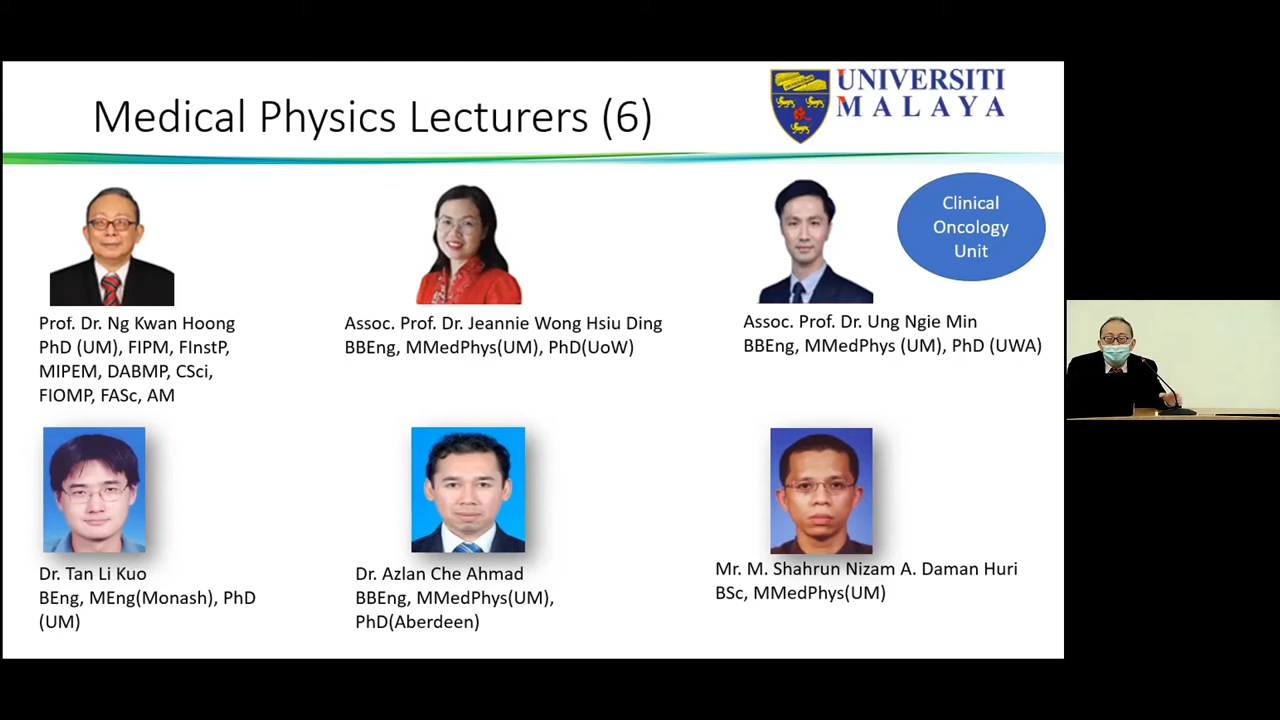 Medical Physics Lecturers (6)
UNIVERSITI
MALAYA
Clinical
Oncology
Unit
Prof. Dr. Ng Kwan Hoong
PhD (UM), FIPM, FInstP,
MIPEM, DABMP, CSci,
FIOMP, FASc, AM
Assoc. Prof. Dr. Jeannie Wong Hsiu Ding
BBEng, MMedPhys(UM), PhD(UoW)
Assoc. Prof. Dr. Ung Ngie Min
BBEng, MMedPhys (UM), PhD (UWA)
Dr. Tan Li Kuo
BEng, MEng(Monash), PhD
(UM)
Dr. Azlan Che Ahmad
BBEng, MMedPhys(UM),
PhD(Aberdeen)
Mr. M. Shahrun Nizam A. Daman Huri
BSc, MMedPhys(UM)